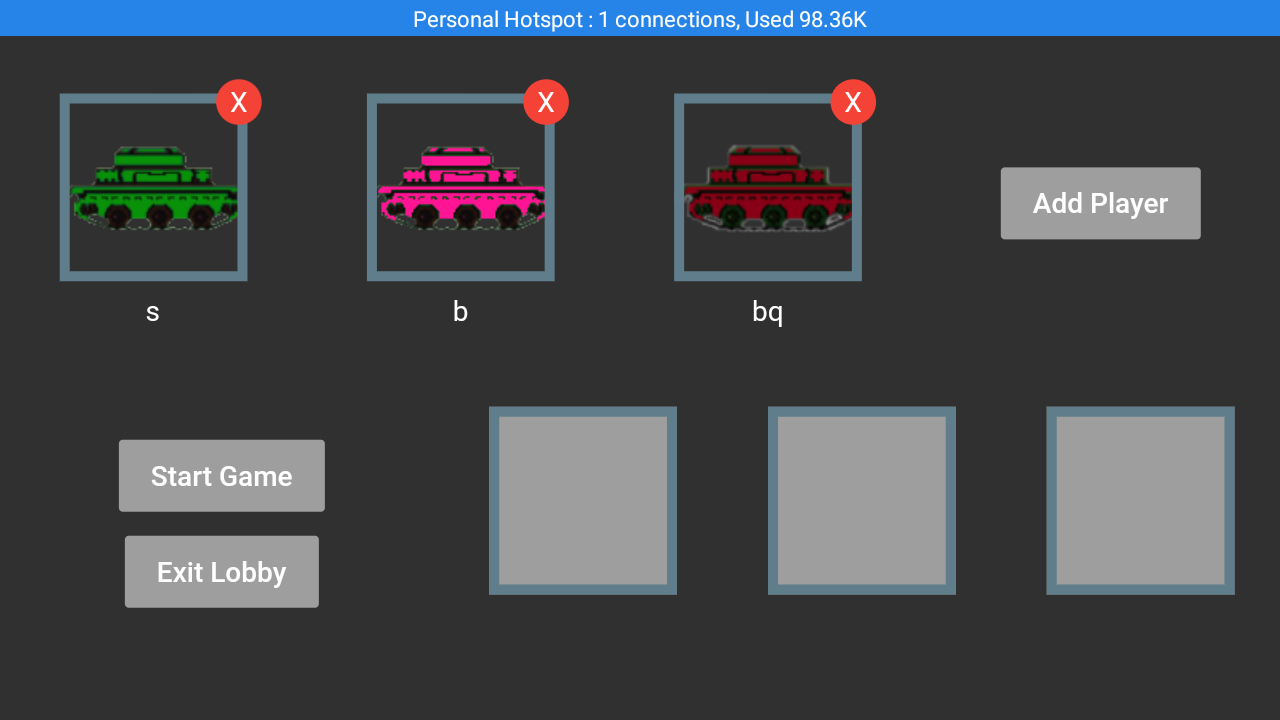 Personal Hotspot : 1 connections, Used 98.36K
X
X
X
Add Player
s
b
bq
Start Game
Exit Lobby